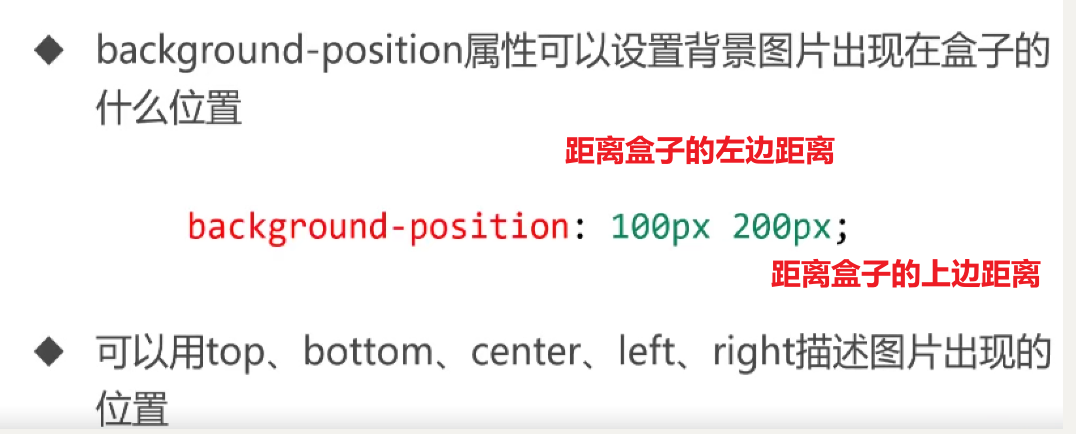 ◆ background-position属性可以设置背景图片出现在盒子的
什么位置
距离盒子的左边距离
background-position: 100px 200px;
距离盒子的上边距离
◆ 可以用top、bottom、center、left、right描述图片出现的
位置